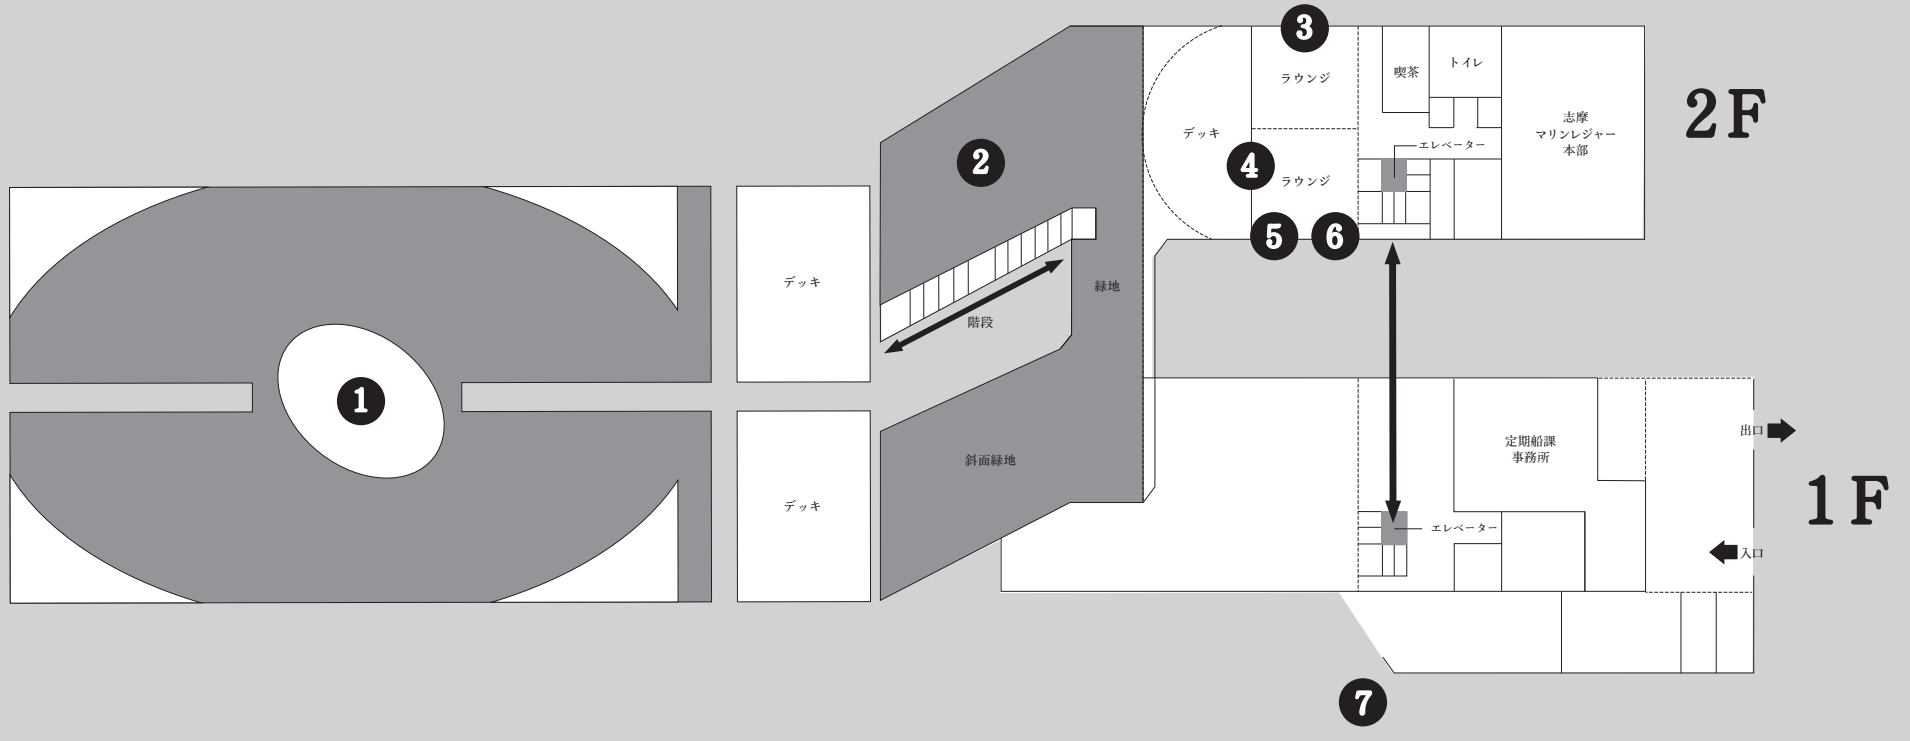 3
ラウンジ
喫茶
トイレ
2F
志摩
マリンレジャー
本部
デッキ
2
エレベーター
4
ラウンジ
5
6
デッキ
緑地
階段
1
出口
定期船課
事務所
斜面緑地
1F
デッキ
エレベーター
入口
7